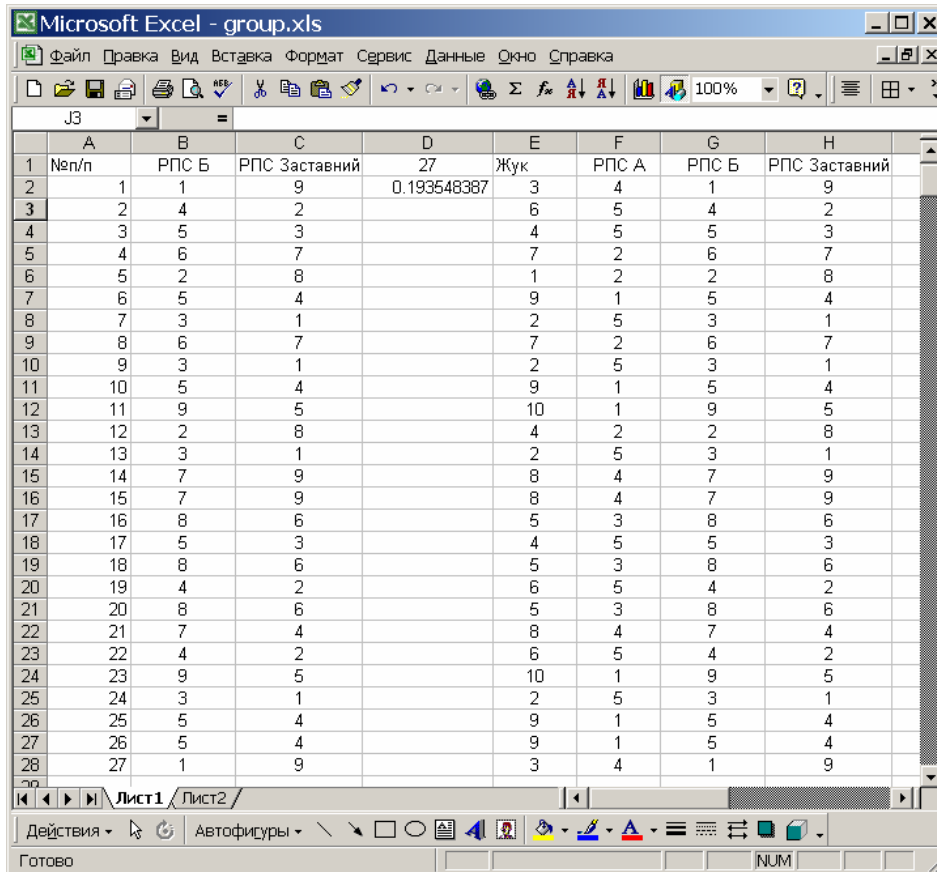 Microsoft Excel - group.xls
Файл Правка Вид Вставка Формат Сервис Данные Окно Справка
100%
J3 =
A B C D E F G H
1 №п/п РПС Б РПС Заставний 27 Жук РПС А РПС Б РПС Заставний
2 1 1 9 0.193548387 3 4 1 9
3 2 4 2 6 5 4 2
4 3 5 3 4 5 5 3
5 4 6 7 7 2 6 7
6 5 2 8 1 2 2 8
7 6 5 4 9 1 5 4
8 7 3 1 2 5 3 1
9 8 6 7 7 2 6 7
10 9 3 1 2 5 3 1
11 10 5 4 9 1 5 4
12 11 9 5 10 1 9 5
13 12 2 8 4 2 2 8
14 13 3 1 2 5 3 1
15 14 7 9 8 4 7 9
16 15 7 9 8 4 7 9
17 16 8 6 5 3 8 6
18 17 5 3 4 5 5 3
19 18 8 6 5 3 8 6
20 19 4 2 6 5 4 2
21 20 8 6 5 3 8 6
22 21 7 4 8 4 7 4
23 22 4 2 6 5 4 2
24 23 9 5 10 1 9 5
25 24 3 1 2 5 3 1
26 25 5 4 9 1 5 4
27 26 5 4 9 1 5 4
28 27 1 9 3 4 1 9
Лист1 Лист2
Действия Автофигуры
Готово NUM